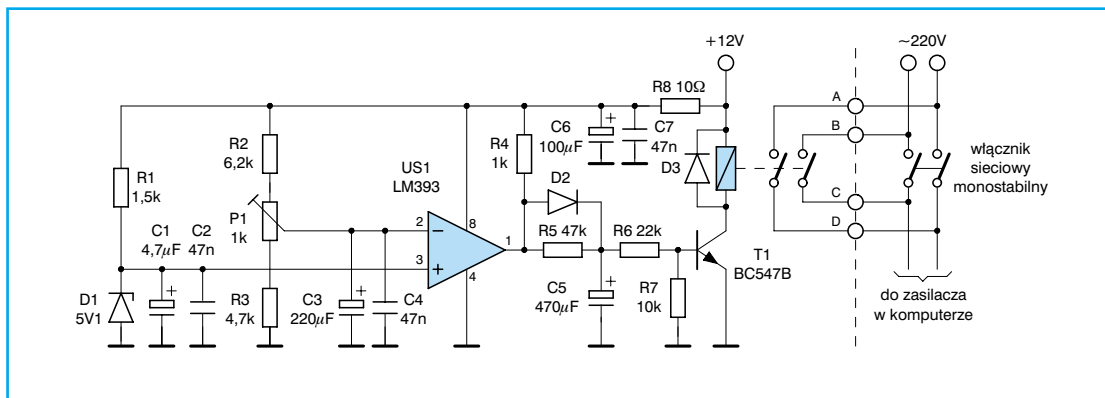 +12V
~220V
R8 10Ω
A
B
C
D
R2
6,2k
R4
1k
C6
100µF
+
C7
47n
D3
włącznik
sieciowy
monostabilny
R1
1,5k
US1
LM393
D2
P1
1k
2
−
8
1
3
+
4
R5 47k
R6 22k
T1
BC547B
C1
4,7µF
+
C2
47n
D1
5V1
R3
4,7k
C3
220µF
+
C4
47n
C5
470µF
+
R7
10k
do zasilacza
w komputerze